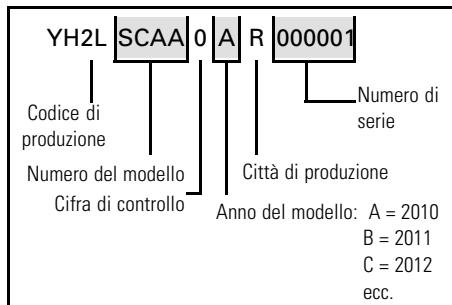 YH2L SCAA 0 A R 000001
Codice di
produzione
Numero di
serie
Numero del modello
Città di produzione
Cifra di controllo
Anno del modello: A = 2010
B = 2011
C = 2012
ecc.